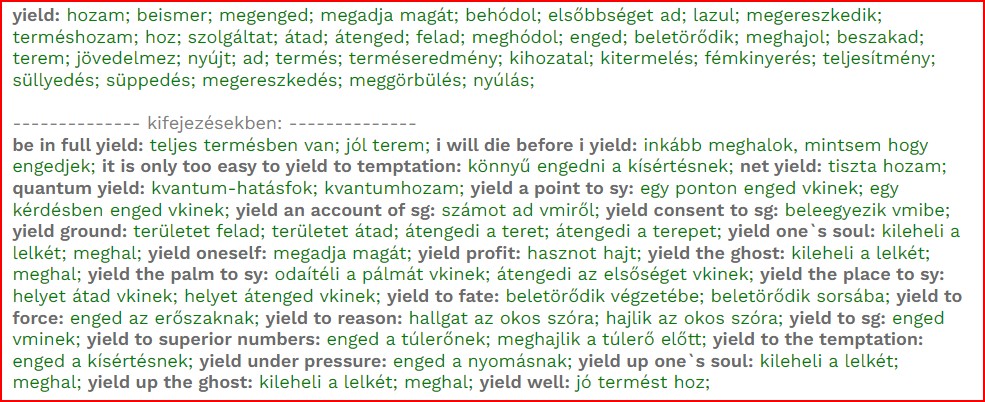 yield: hozam; beismer; megenged; megadja magát; behódol; elsőbbséget ad; lazul; megereszkedik;
terméshozam; hoz; szolgáltat; átad; átenged; felad; meghódol; enged; beletörődik; meghajol; beszakad;
terem; jövedelmez; nyújt; ad; termés; terméseredmény; kihozatal; kitermelés; fémkinyerés; teljesítmény;
süllyedés; süppedés; megereszkedés; meggörbülés; nyúlás;
-------------- kifejezésekben: --------------
be in full yield: teljes termésben van; jól terem; i will die before i yield: inkább meghalok, mintsem hogy
engedjek; it is only too easy to yield to temptation: könnyű engedni a kísértésnek; net yield: tiszta hozam;
quantum yield: kvantum-hatásfok; kvantumhozam; yield a point to sy: egy ponton enged vkinek; egy
kérdésben enged vkinek; yield an account of sg: számot ad vmiről; yield consent to sg: beleegyezik vmibe;
yield ground: területet felad; területet átad; átengedi a teret; átengedi a terepet; yield one`s soul: kileheli a
lelkét; meghal; yield oneself: megadja magát; yield profit: hasznot hajt; yield the ghost: kileheli a lelkét;
meghal; yield the palm to sy: odaítéli a pálmát vkinek; átengedi az elsőséget vkinek; yield the place to sy:
helyet átad vkinek; helyet átenged vkinek; yield to fate: beletörődik végzetébe; beletörődik sorsába; yield to
force: enged az erőszaknak; yield to reason: hallgat az okos szóra; hajlik az okos szóra; yield to sg: enged
vminek; yield to superior numbers: enged a túlerőnek; meghajlik a túlerő előtt; yield to the temptation:
enged a kísértésnek; yield under pressure: enged a nyomásnak; yield up one`s soul: kileheli a lelkét;
meghal; yield up the ghost: kileheli a lelkét; meghal; yield well: jó termést hoz;